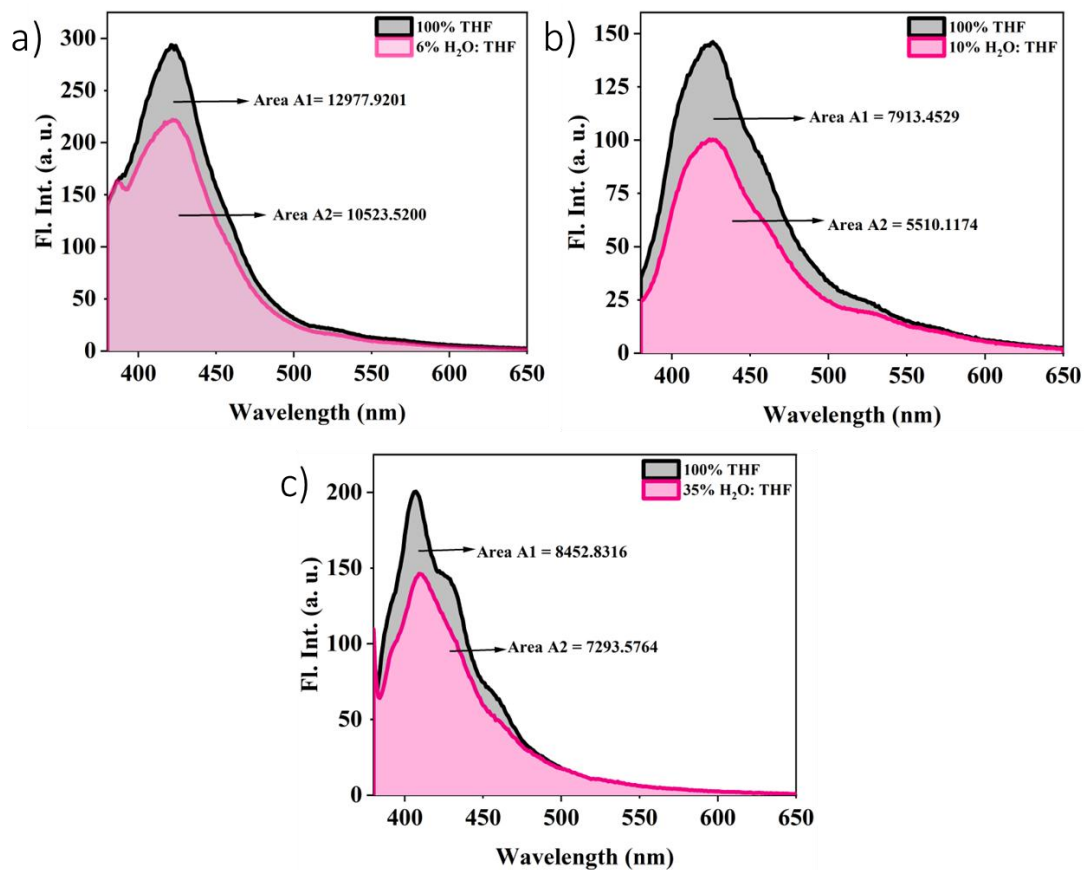 a)
100% THF
6% H₂O: THF
Area A1= 12977.9201
Area A2= 10523.5200
300
250
200
150
100
50
0
400 450 500 550 600 650
Fl. Int. (a. u.)
Wavelength (nm)
b)
100% THF
10% H₂O: THF
Area A1 = 7913.4529
Area A2 = 5510.1174
150
125
100
75
50
25
0
400 450 500 550 600 650
Fl. Int. (a. u.)
Wavelength (nm)
c)
100% THF
35% H₂O: THF
Area A1 = 8452.8316
Area A2 = 7293.5764
200
150
100
50
0
400 450 500 550 600 650
Fl. Int. (a. u.)
Wavelength (nm)